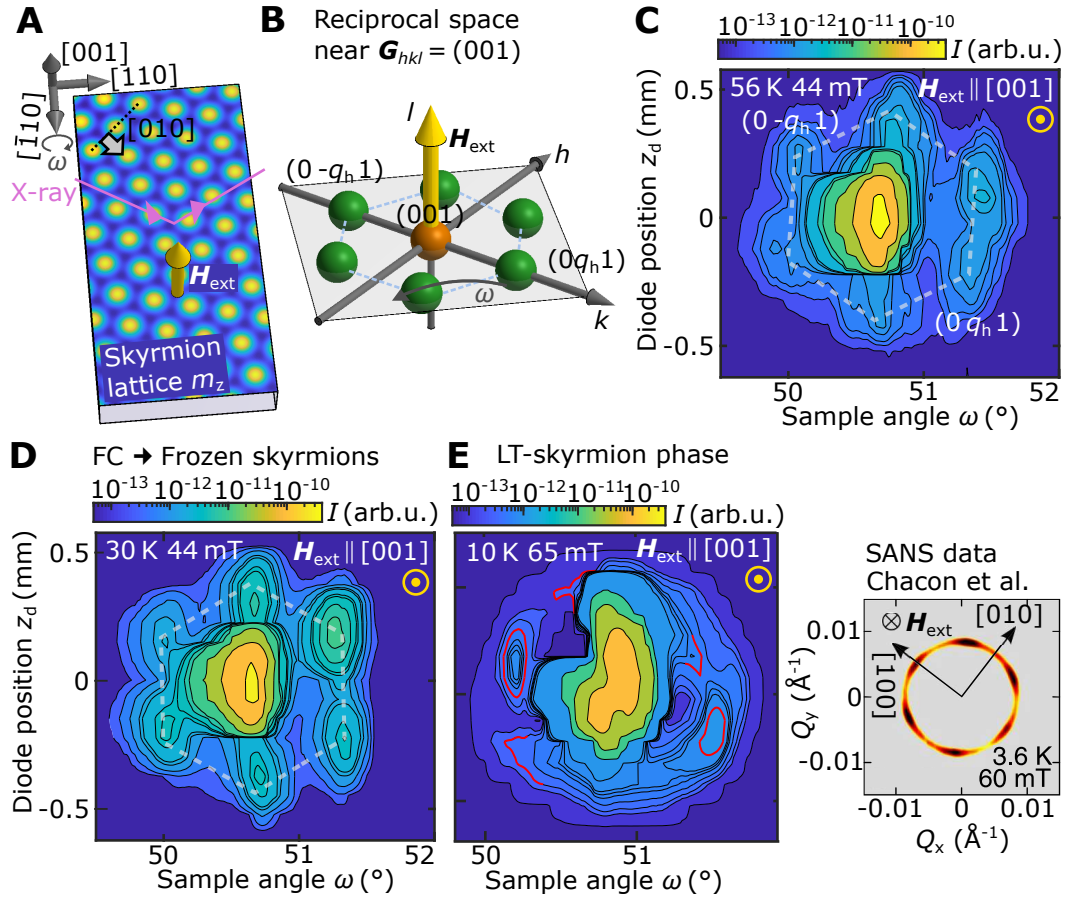 A
[001]
[110]
[1̄10]
ω
[010]
X-ray
H_ext
Skyrmion
lattice m_z
B
Reciprocal space
near G_hkl = (001)
l
H_ext
h
(0 -q_h 1)
(001)
(0 q_h 1)
ω
k
C
10⁻¹³ 10⁻¹² 10⁻¹¹ 10⁻¹⁰
I (arb.u.)
56 K 44 mT H_ext || [001]
(0 -q_h 1)
(0 q_h 1)
Diode position z_d (mm)
0.5
0
-0.5
50 51 52
Sample angle ω (°)
D
FC → Frozen skyrmions
10⁻¹³ 10⁻¹² 10⁻¹¹ 10⁻¹⁰
I (arb.u.)
30 K 44 mT H_ext || [001]
Diode position z_d (mm)
0.5
0
-0.5
50 51 52
Sample angle ω (°)
E
LT-skyrmion phase
10⁻¹³ 10⁻¹² 10⁻¹¹ 10⁻¹⁰
I (arb.u.)
10 K 65 mT H_ext || [001]
50 51
Sample angle ω (°)
SANS data
Chacon et al.
⊗ H_ext
[010]
[100]
3.6 K
60 mT
Q_y (Å⁻¹)
0.01
0
-0.01
-0.01 0 0.01
Q_x (Å⁻¹)